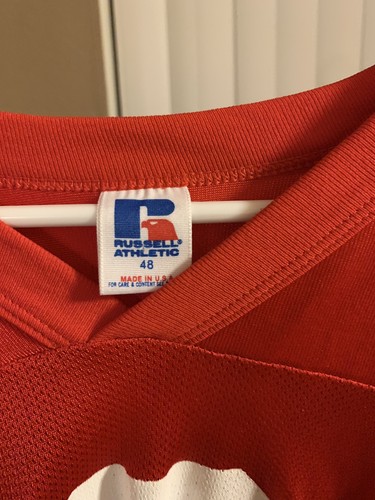 RUSSELL
ATHLETIC
48
MADE IN U.S.
FOR CARE & CONTENT SEE